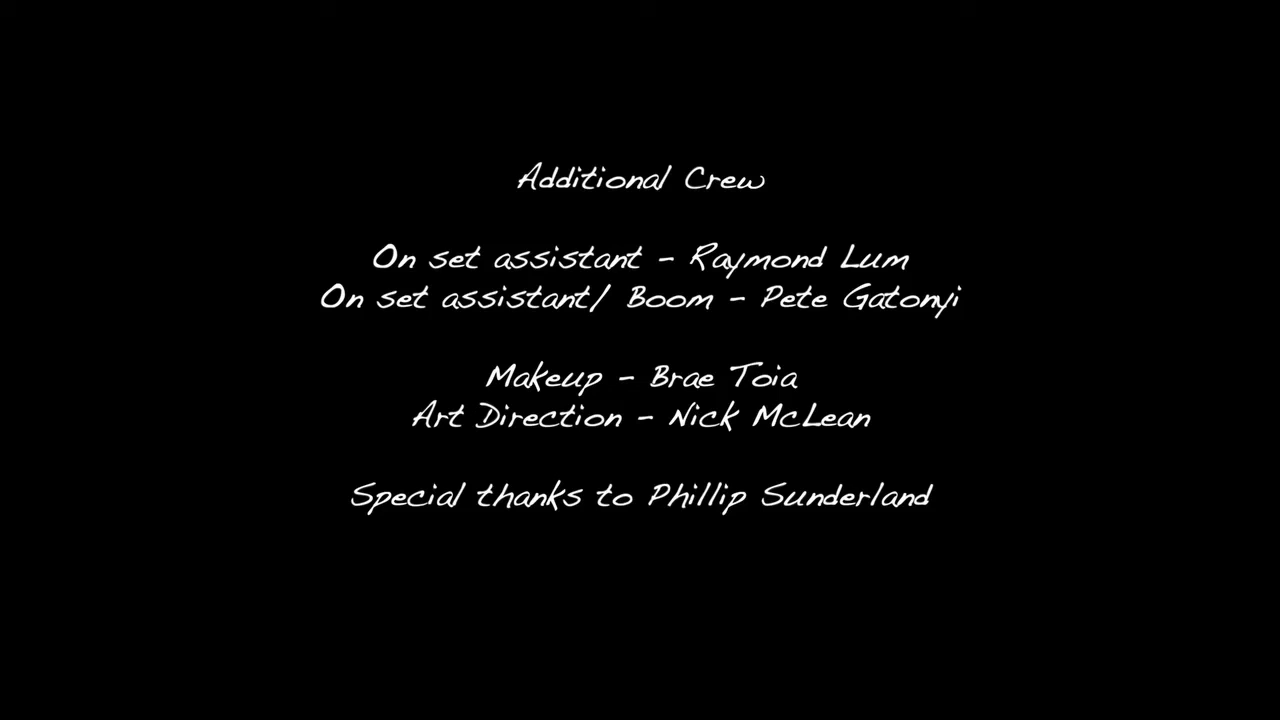 Additional Crew
On set assistant - Raymond Lum
On set assistant/ Boom - Pete Gatonyi
Makeup - Brae Toia
Art Direction - Nick McLean
Special thanks to Phillip Sunderland